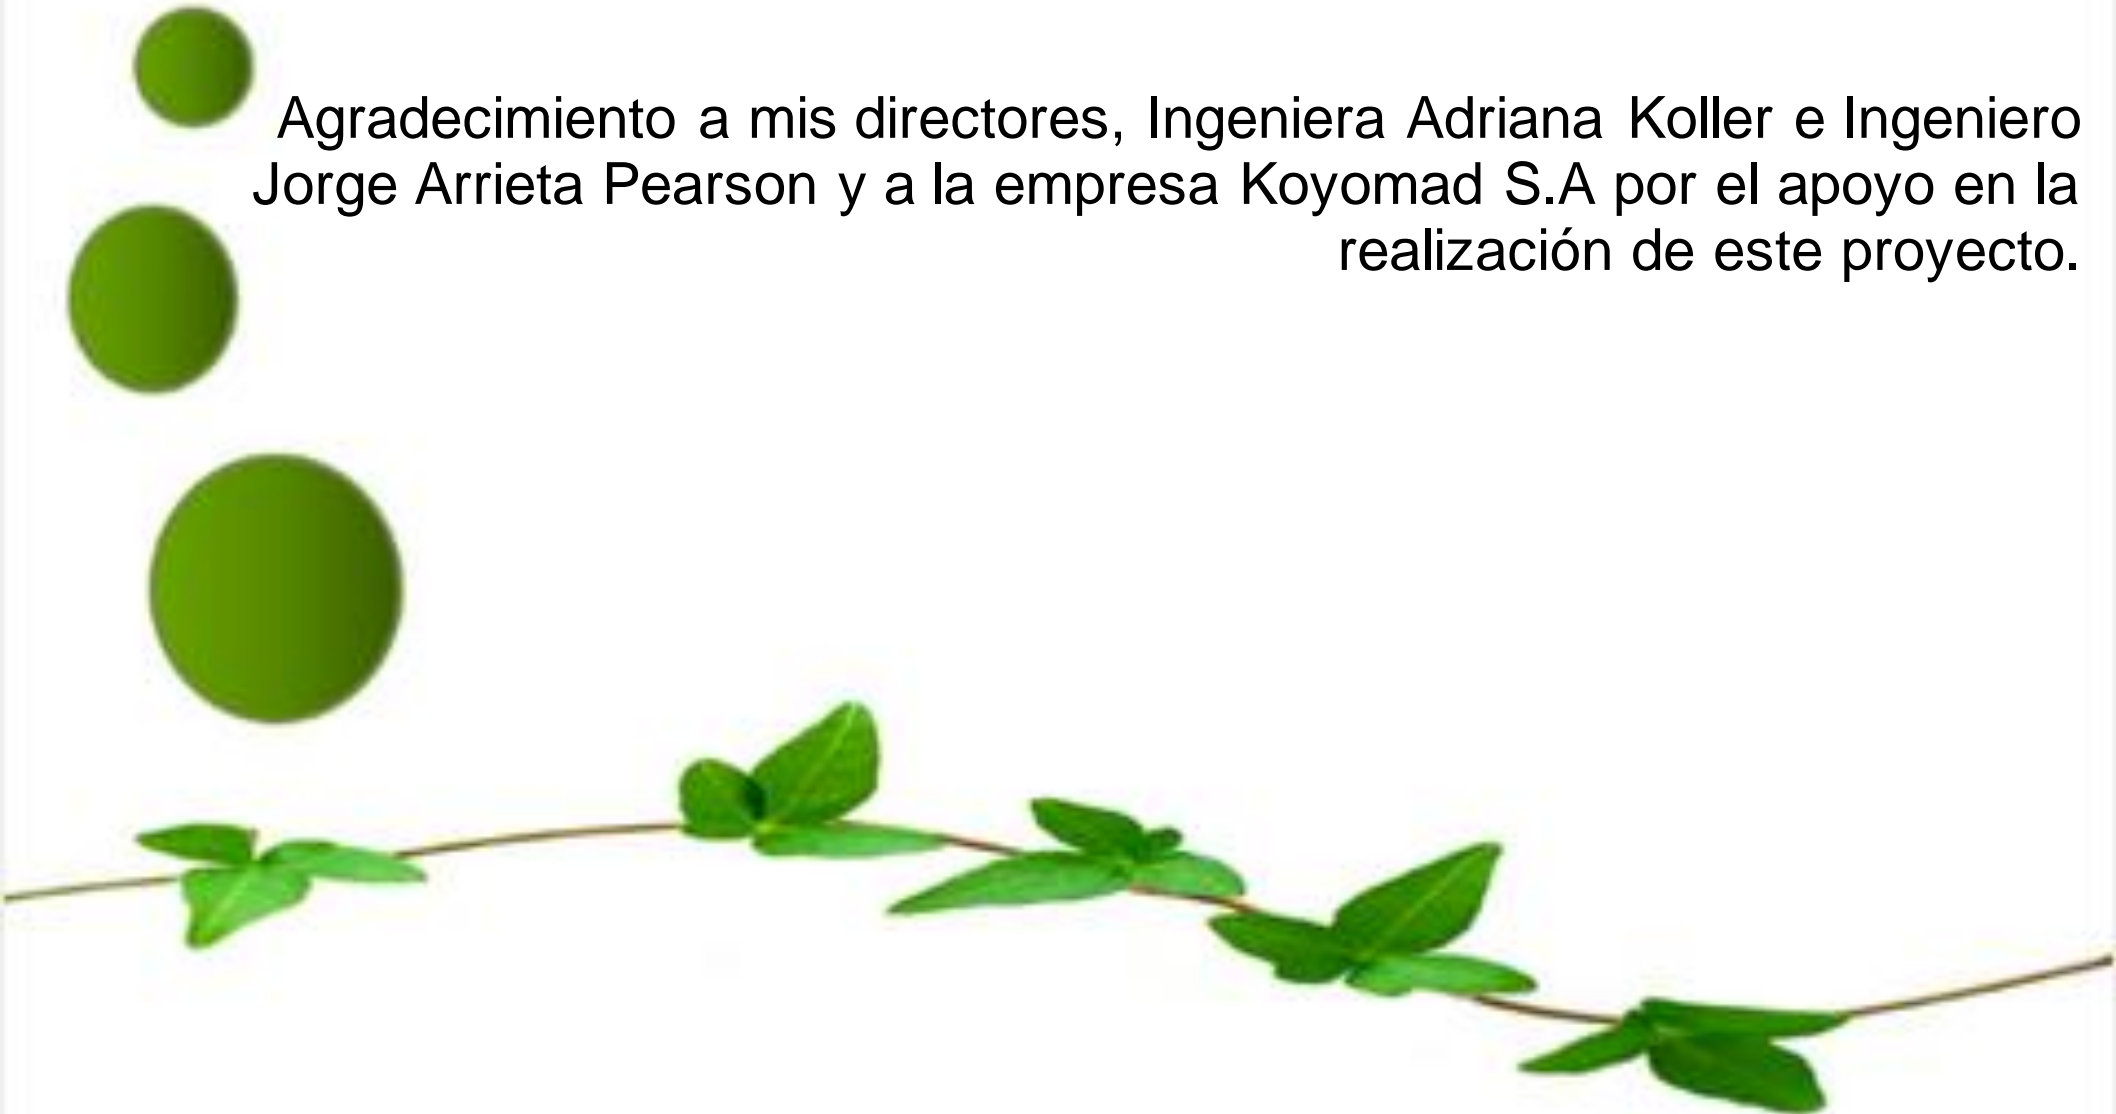 Agradecimiento a mis directores, Ingeniera Adriana Koller e Ingeniero
Jorge Arrieta Pearson y a la empresa Koyomad S.A por el apoyo en la
realización de este proyecto.